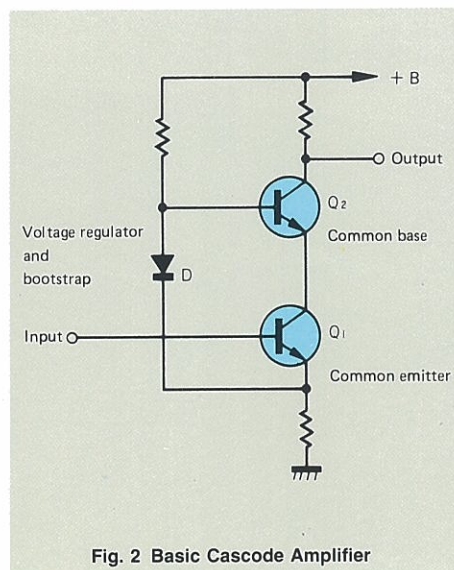 + B
Output
Q2
Common base
Voltage regulator
and
bootstrap
D
Input
Q1
Common emitter
Fig. 2 Basic Cascode Amplifier